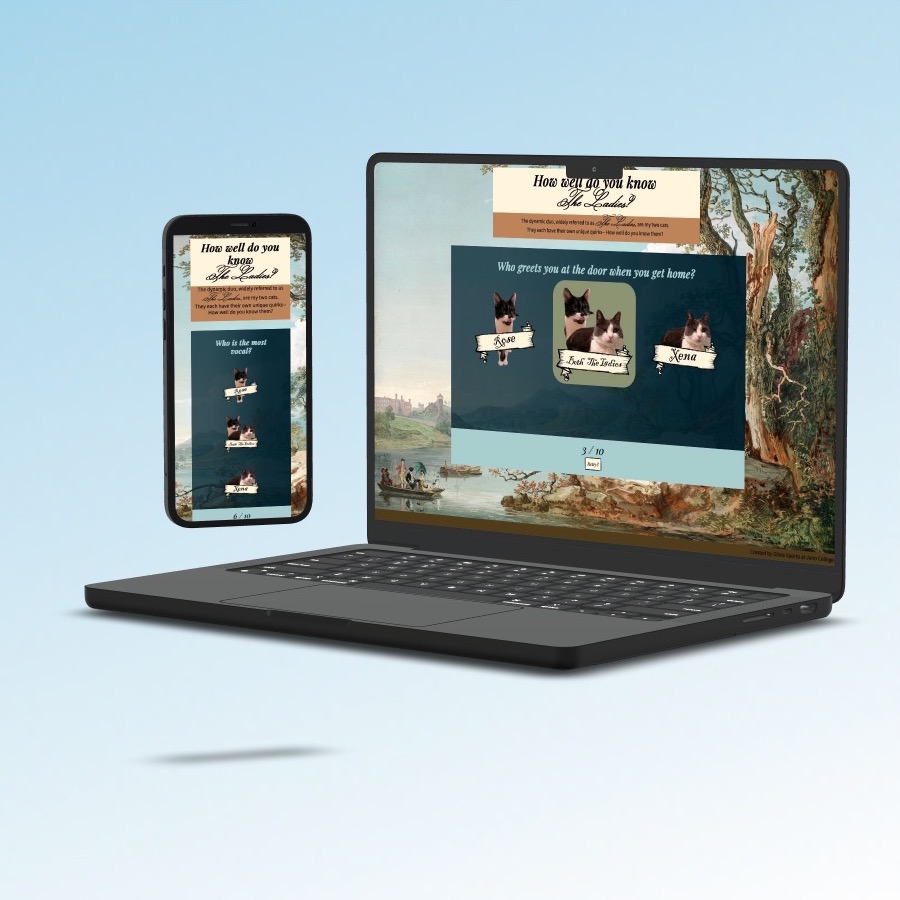 How well do you
know
The Ladies?
The dynamic duo, widely referred to as
The Ladies, are my two cats.
They each have their own unique quirks--
How well do you know them?
Who is the most
vocal?
Rose
Both The Ladies
Xena
6 / 10
How well do you know
The Ladies?
The dynamic duo, widely referred to as The Ladies, are my two cats.
They each have their own unique quirks-- How well do you know them?
Who greets you at the door when you get home?
Rose
Both The Ladies
Xena
3 / 10